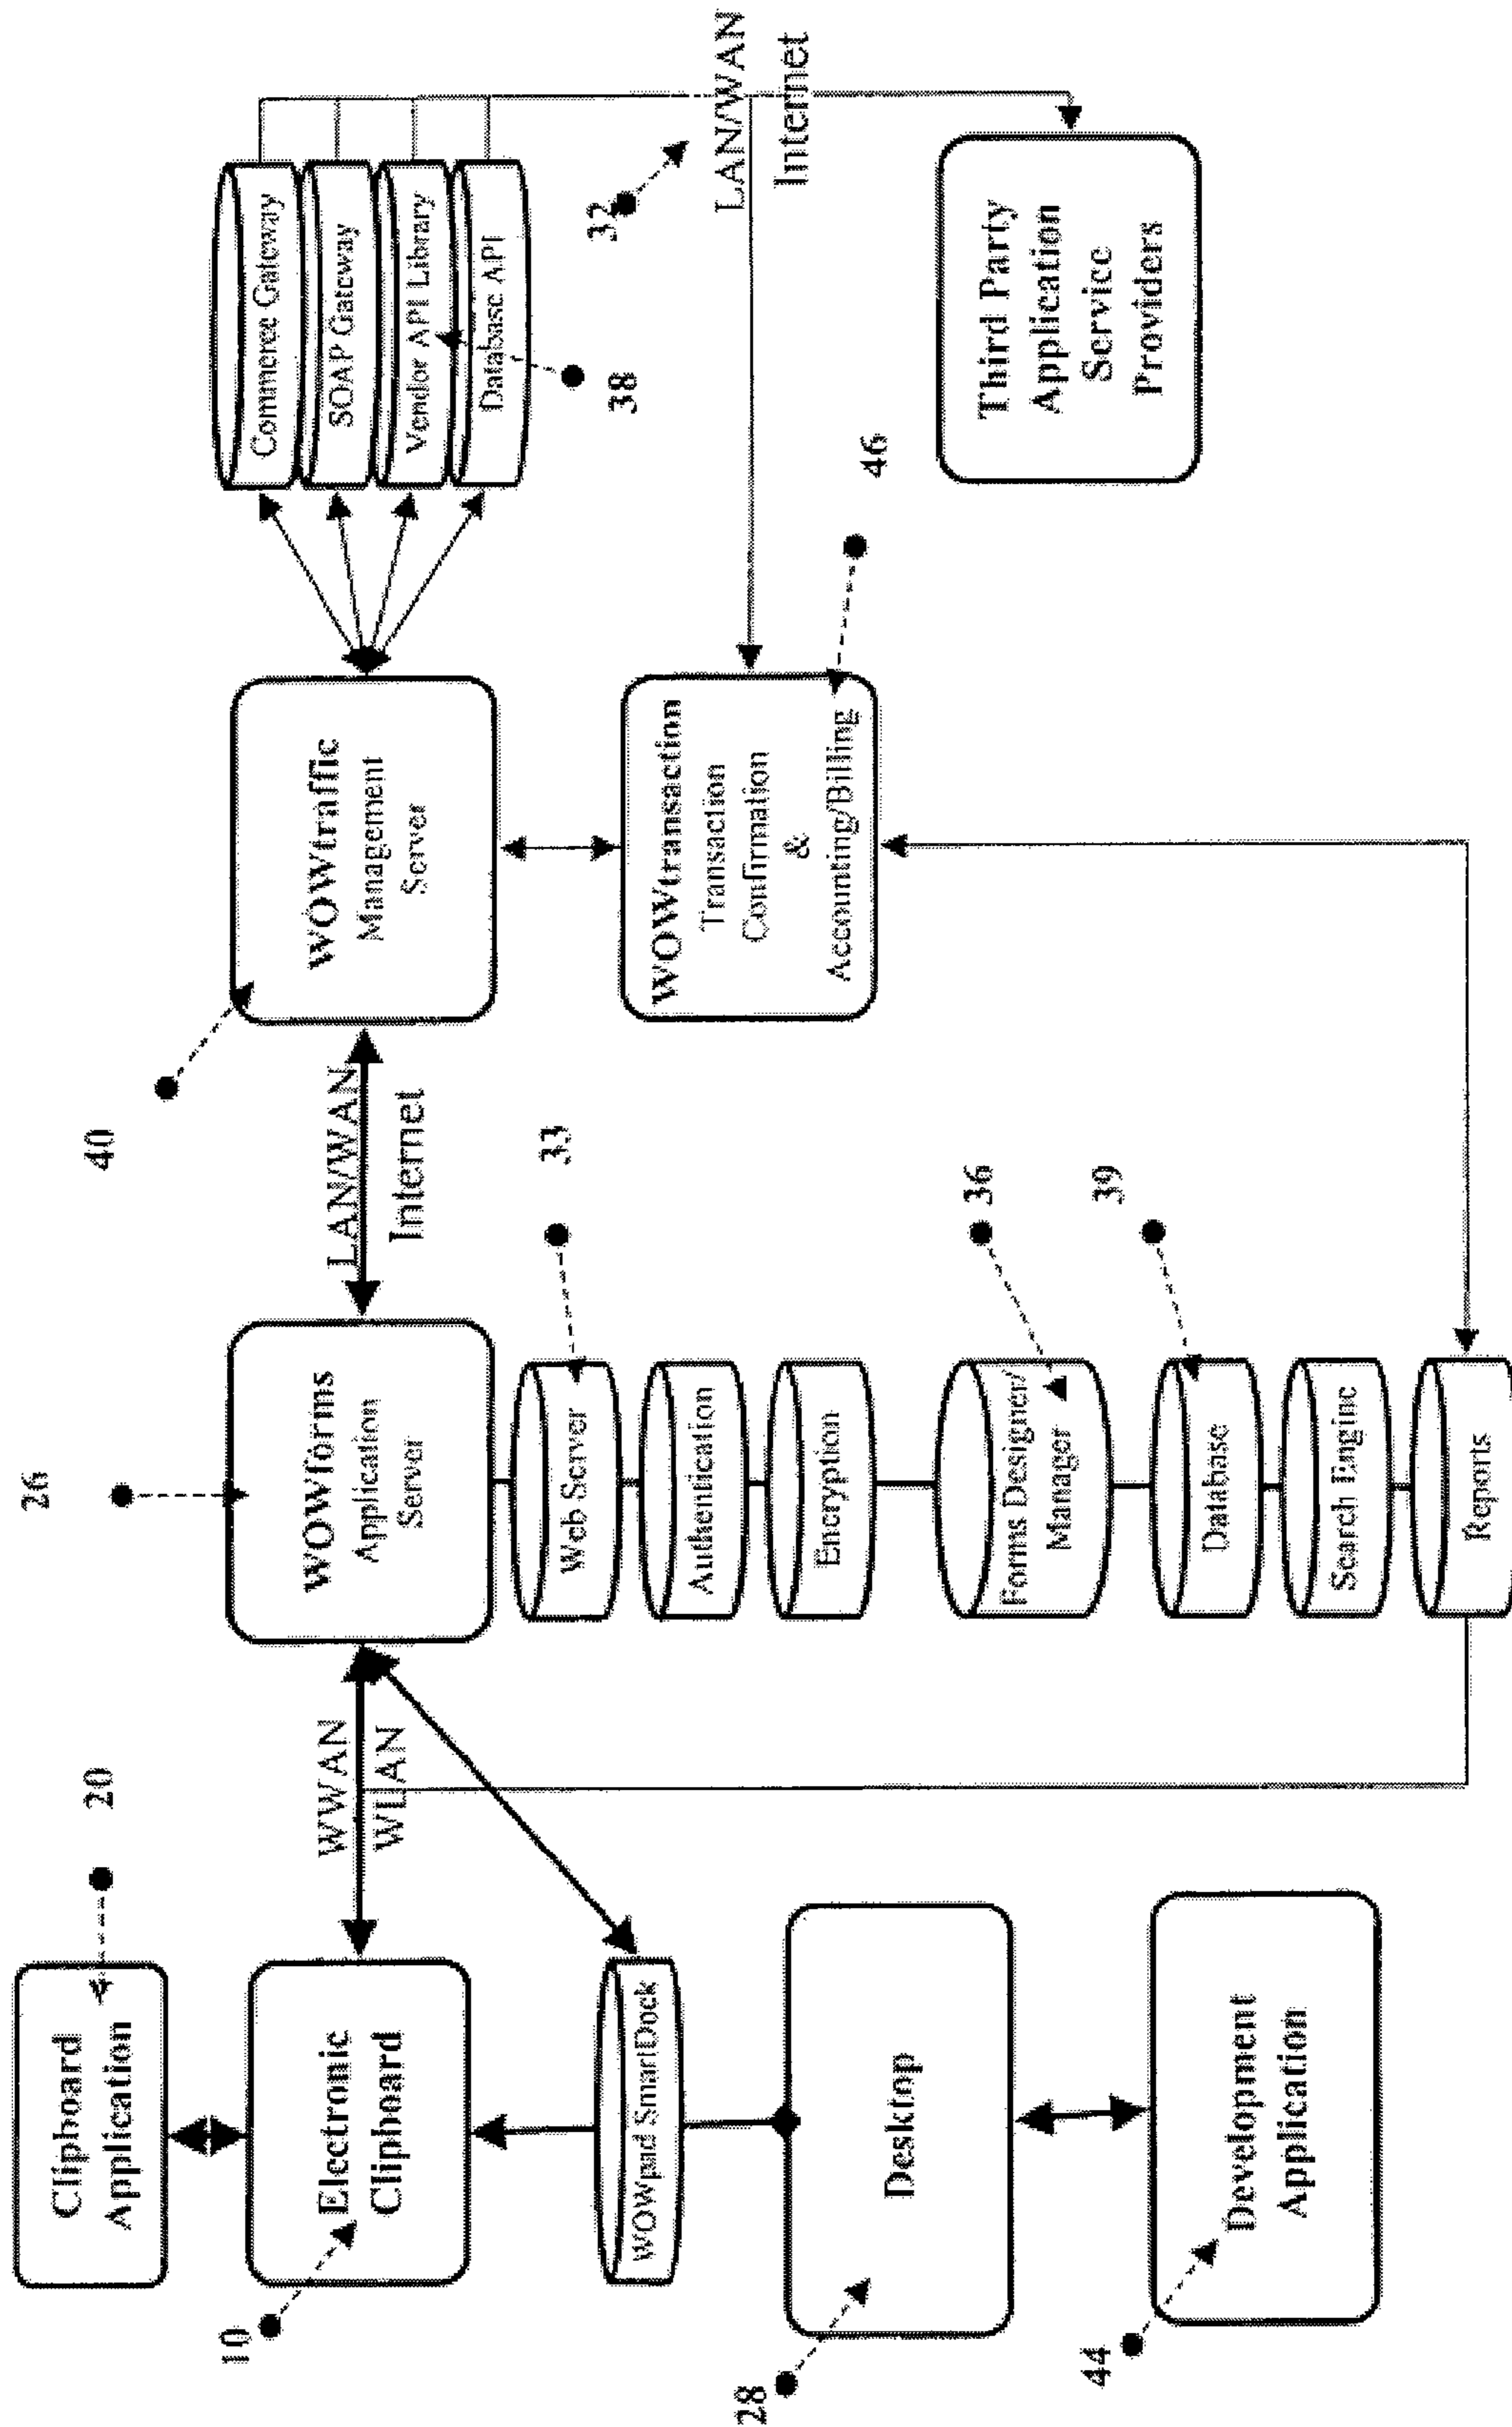 Clipboard
Application
20
10
Electronic
Clipboard
WWAN
WLAN
WOWpad SmartDock
28
Desktop
44
Development
Application
26
WOWforms
Application
Server
Web Server
33
Authentication
Encryption
Forms Designer/
Manager
36
Database
39
Search Engine
Reports
LAN/WAN
Internet
40
WOWtraffic
Management
Server
WOWtransaction
Transaction
Confirmation
&
Accounting/Billing
46
Commerce Gateway
SOAP Gateway
Vendor API Library
Database API
38
32
LAN/WAN
Internet
Third Party
Application
Service
Providers